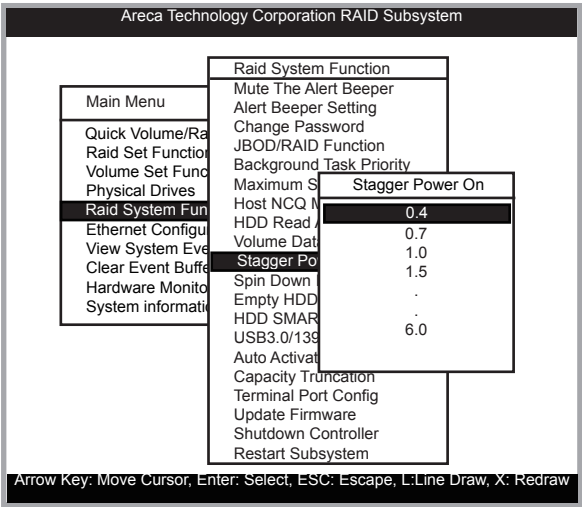 Areca Technology Corporation RAID Subsystem
Main Menu
Quick Volume/Ra
Raid Set Function
Volume Set Func
Physical Drives
Raid System Fun
Ethernet Configu
View System Eve
Clear Event Buffe
Hardware Monito
System informati
Raid System Function
Mute The Alert Beeper
Alert Beeper Setting
Change Password
JBOD/RAID Function
Background Task Priority
Maximum S
Host NCQ M
HDD Read A
Volume Dat
Stagger Po
Spin Down
Empty HDD
HDD SMAR
USB3.0/139
Auto Activat
Capacity Truncation
Terminal Port Config
Update Firmware
Shutdown Controller
Restart Subsystem
Stagger Power On
0.4
0.7
1.0
1.5
.
.
6.0
Arrow Key: Move Cursor, Enter: Select, ESC: Escape, L:Line Draw, X: Redraw